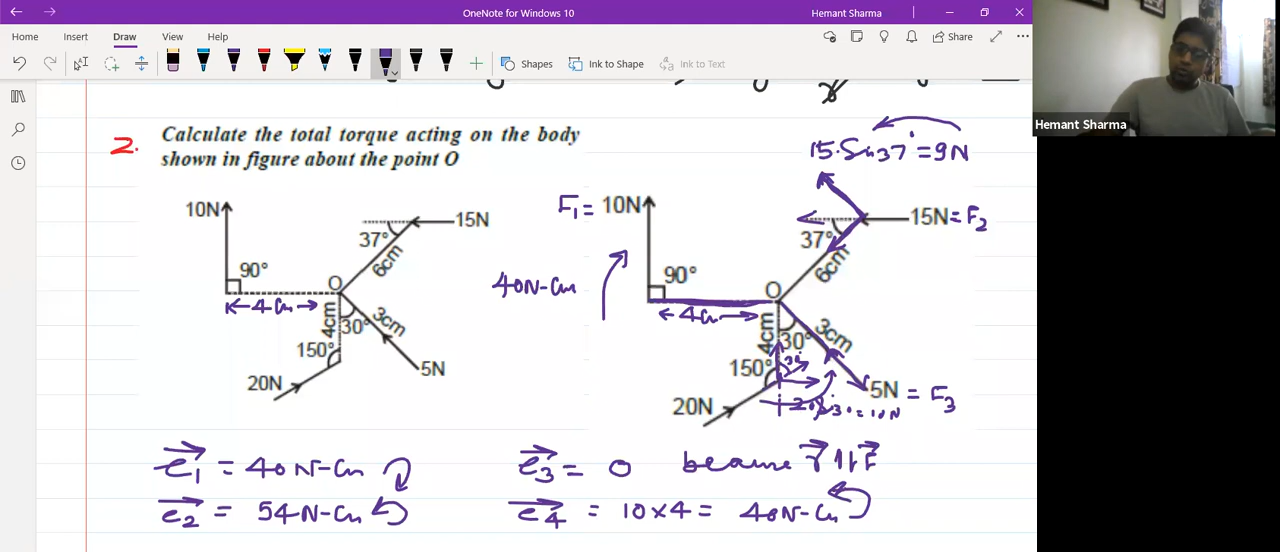 OneNote for Windows 10
Hemant Sharma
Home Insert Draw View Help
Shapes Ink to Shape Ink to Text
Share
Hemant Sharma
2. Calculate the total torque acting on the body
shown in figure about the point O
10N
15N
37°
6cm
90°
O
4cm
4cm
30°
3cm
150°
20N
5N
15·Sin37° = 9N
F₁ = 10N
15N = F₂
37°
6cm
90°
40N-cm
O
4cm
4cm
30°
3cm
150°
30°
20N
5N = F₃
= 10N
= 40N-cm
= 0 because
= 54N-cm
= 10×4 = 40N-cm